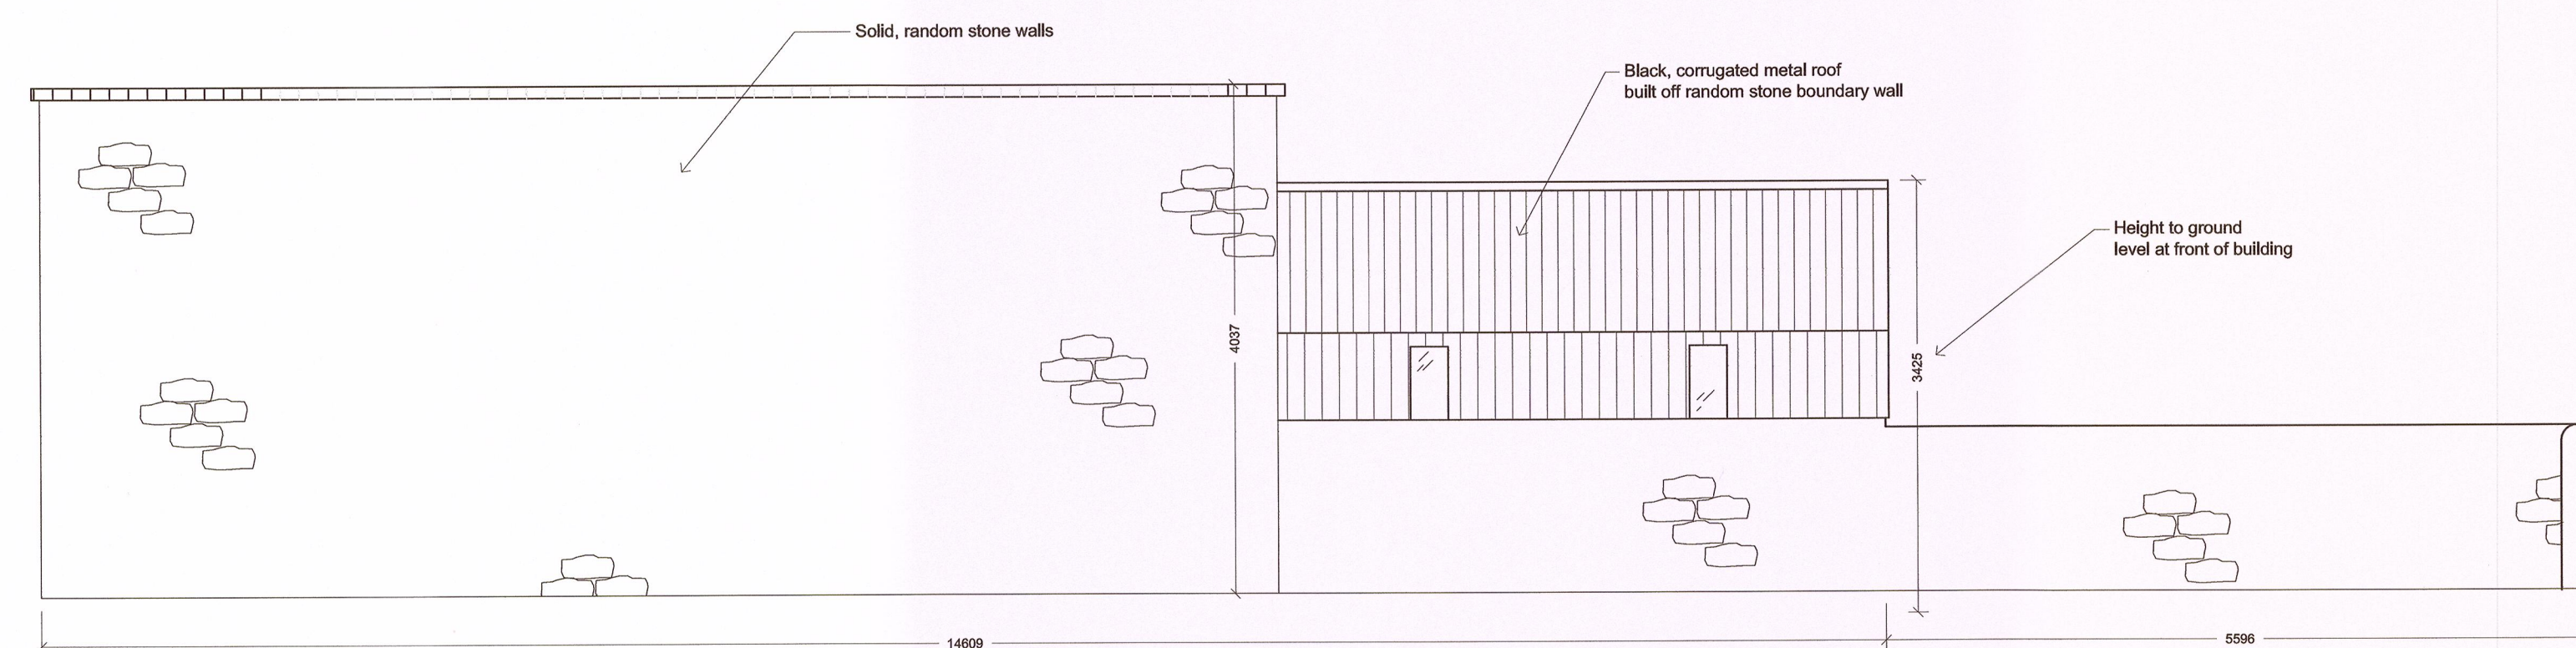 Solid, random stone walls
Black, corrugated metal roof
built off random stone boundary wall
Height to ground
level at front of building
4037
3425
14609
5596